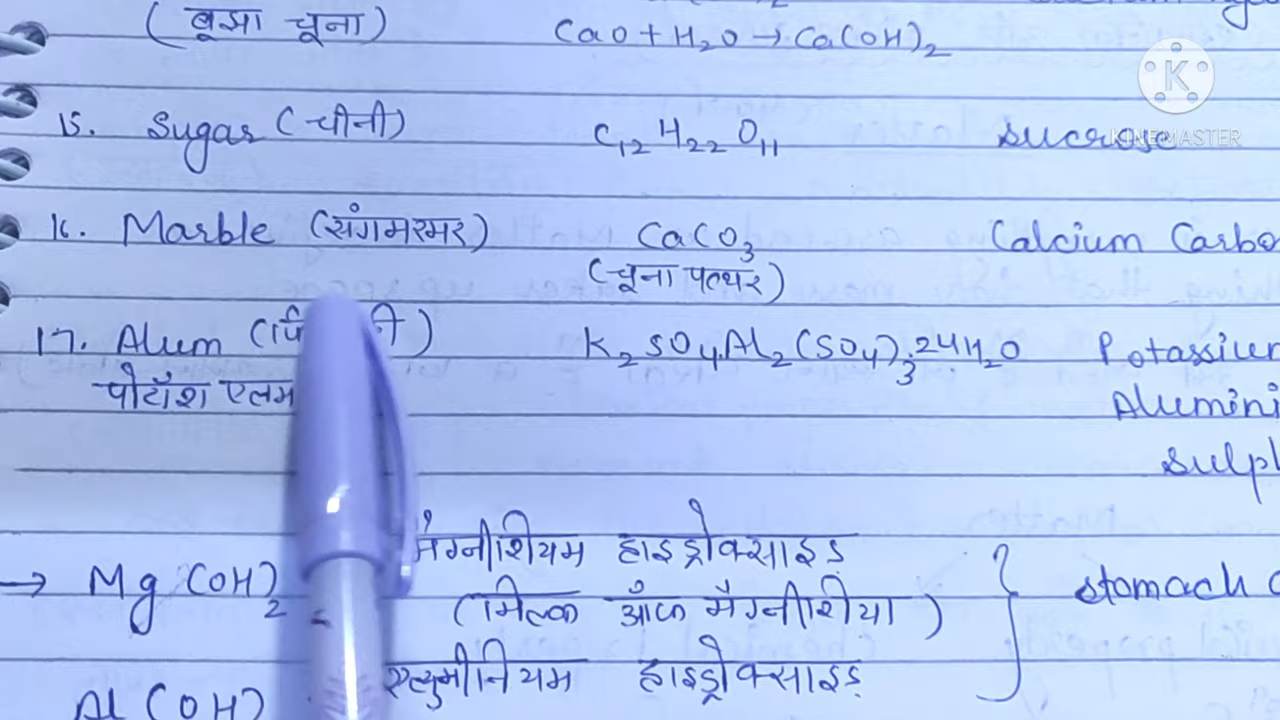 (बूझा चूना) CaO + H₂O → Ca(OH)₂
15. Sugar (चीनी) C₁₂H₂₂O₁₁ sucrose
16. Marble (संगमरमर) CaCO₃ Calcium Carbo
(चूना पत्थर)
17. Alum ( ) K₂SO₄.Al₂(SO₄)₃.24H₂O Potassium
पोटॉश एलम Alumini
sulpl
→ Mg(OH)₂ मैग्नीशियम हाइड्रोक्साइड stomach
(मिल्क ऑफ मैग्नीशिया)
एल्युमीनियम हाइड्रोक्साइड
Al(OH)
K
KINEMASTER